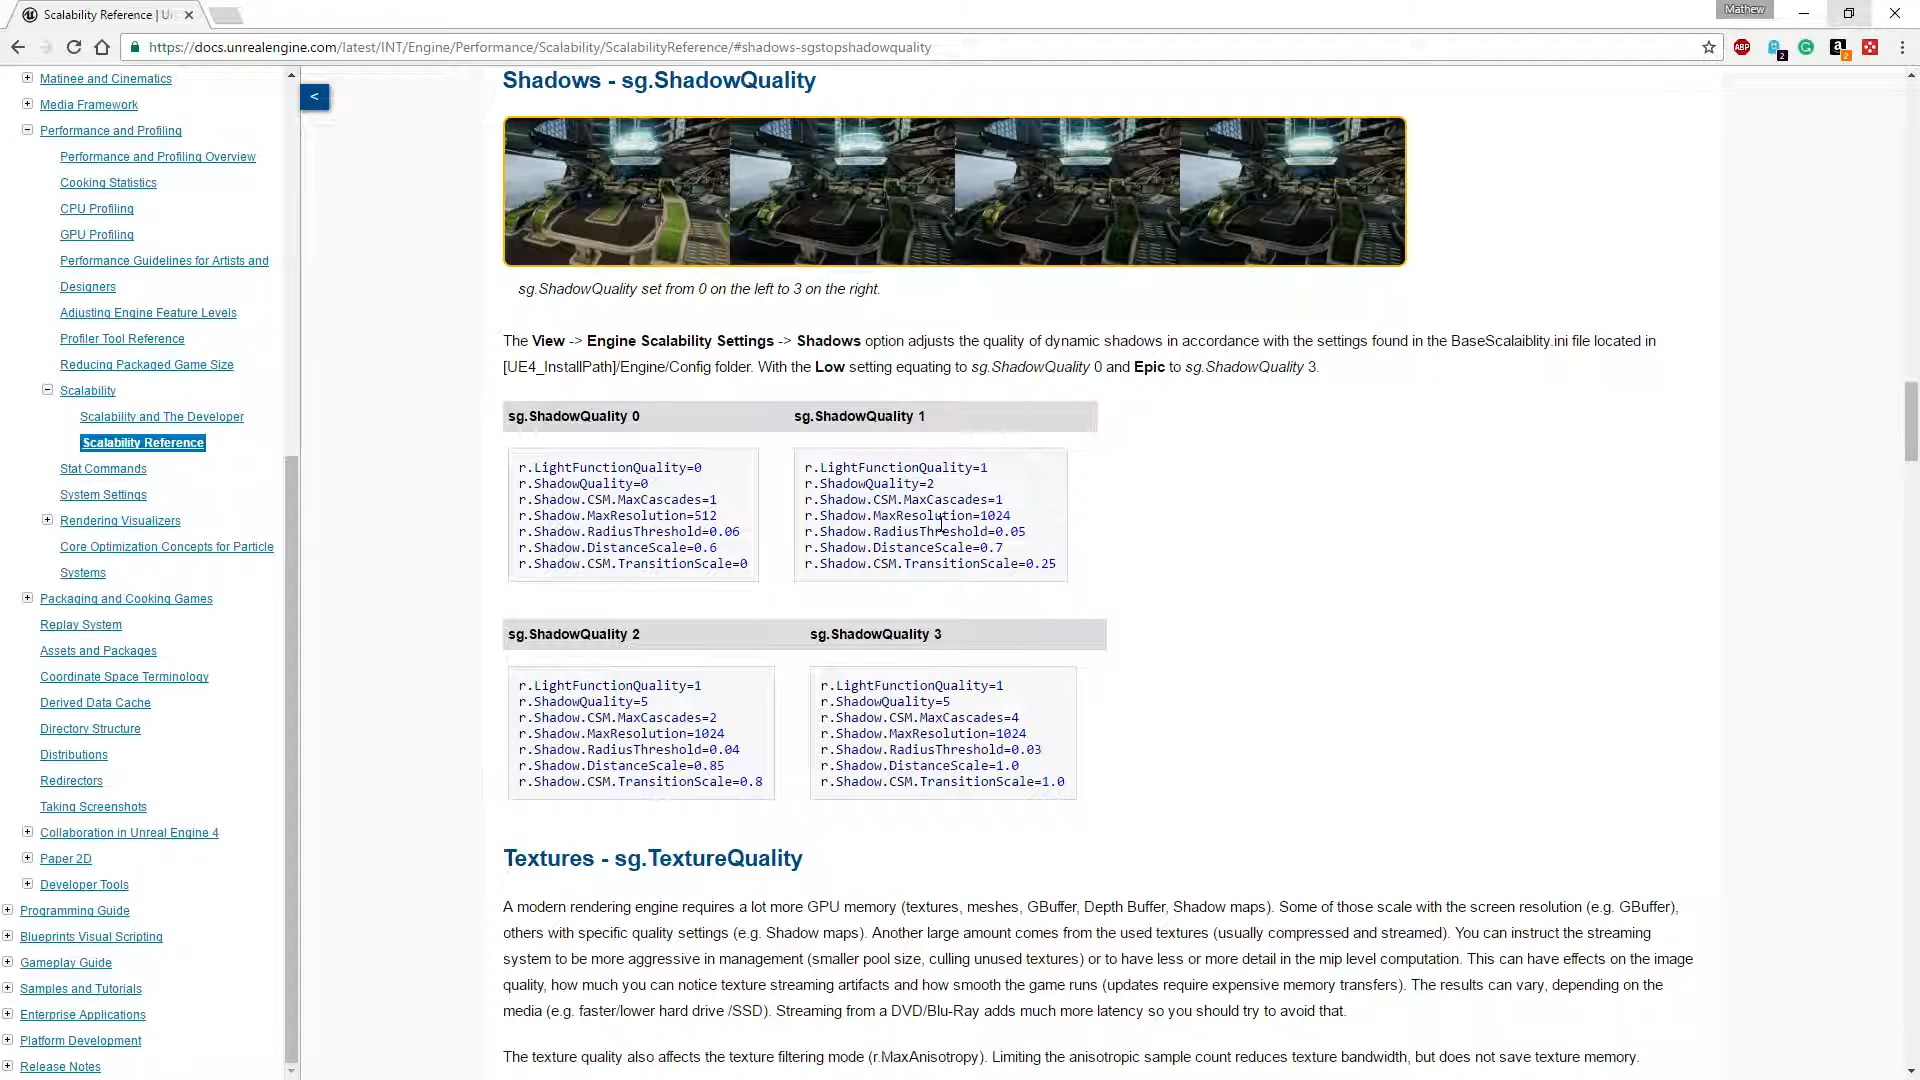 Scalability Reference | Un
Mathew
https://docs.unrealengine.com/latest/INT/Engine/Performance/Scalability/ScalabilityReference/#shadows-sgstopshadowquality
ABP
2
2
Matinee and Cinematics
Media Framework
Performance and Profiling
Performance and Profiling Overview
Cooking Statistics
CPU Profiling
GPU Profiling
Performance Guidelines for Artists and
Designers
Adjusting Engine Feature Levels
Profiler Tool Reference
Reducing Packaged Game Size
Scalability
Scalability and The Developer
Scalability Reference
Stat Commands
System Settings
Rendering Visualizers
Core Optimization Concepts for Particle
Systems
Packaging and Cooking Games
Replay System
Assets and Packages
Coordinate Space Terminology
Derived Data Cache
Directory Structure
Distributions
Redirectors
Taking Screenshots
Collaboration in Unreal Engine 4
Paper 2D
Developer Tools
Programming Guide
Blueprints Visual Scripting
Gameplay Guide
Samples and Tutorials
Enterprise Applications
Platform Development
Release Notes
<
Shadows - sg.ShadowQuality
sg.ShadowQuality set from 0 on the left to 3 on the right.
The View -> Engine Scalability Settings -> Shadows option adjusts the quality of dynamic shadows in accordance with the settings found in the BaseScalaiblity.ini file located in
[UE4_InstallPath]/Engine/Config folder. With the Low setting equating to sg.ShadowQuality 0 and Epic to sg.ShadowQuality 3.
sg.ShadowQuality 0
r.LightFunctionQuality=0
r.ShadowQuality=0
r.Shadow.CSM.MaxCascades=1
r.Shadow.MaxResolution=512
r.Shadow.RadiusThreshold=0.06
r.Shadow.DistanceScale=0.6
r.Shadow.CSM.TransitionScale=0
sg.ShadowQuality 1
r.LightFunctionQuality=1
r.ShadowQuality=2
r.Shadow.CSM.MaxCascades=1
r.Shadow.MaxResolution=1024
r.Shadow.RadiusThreshold=0.05
r.Shadow.DistanceScale=0.7
r.Shadow.CSM.TransitionScale=0.25
sg.ShadowQuality 2
r.LightFunctionQuality=1
r.ShadowQuality=5
r.Shadow.CSM.MaxCascades=2
r.Shadow.MaxResolution=1024
r.Shadow.RadiusThreshold=0.04
r.Shadow.DistanceScale=0.85
r.Shadow.CSM.TransitionScale=0.8
sg.ShadowQuality 3
r.LightFunctionQuality=1
r.ShadowQuality=5
r.Shadow.CSM.MaxCascades=4
r.Shadow.MaxResolution=1024
r.Shadow.RadiusThreshold=0.03
r.Shadow.DistanceScale=1.0
r.Shadow.CSM.TransitionScale=1.0
Textures - sg.TextureQuality
A modern rendering engine requires a lot more GPU memory (textures, meshes, GBuffer, Depth Buffer, Shadow maps). Some of those scale with the screen resolution (e.g. GBuffer),
others with specific quality settings (e.g. Shadow maps). Another large amount comes from the used textures (usually compressed and streamed). You can instruct the streaming
system to be more aggressive in management (smaller pool size, culling unused textures) or to have less or more detail in the mip level computation. This can have effects on the image
quality, how much you can notice texture streaming artifacts and how smooth the game runs (updates require expensive memory transfers). The results can vary, depending on the
media (e.g. faster/lower hard drive /SSD). Streaming from a DVD/Blu-Ray adds much more latency so you should try to avoid that.
The texture quality also affects the texture filtering mode (r.MaxAnisotropy). Limiting the anisotropic sample count reduces texture bandwidth, but does not save texture memory.